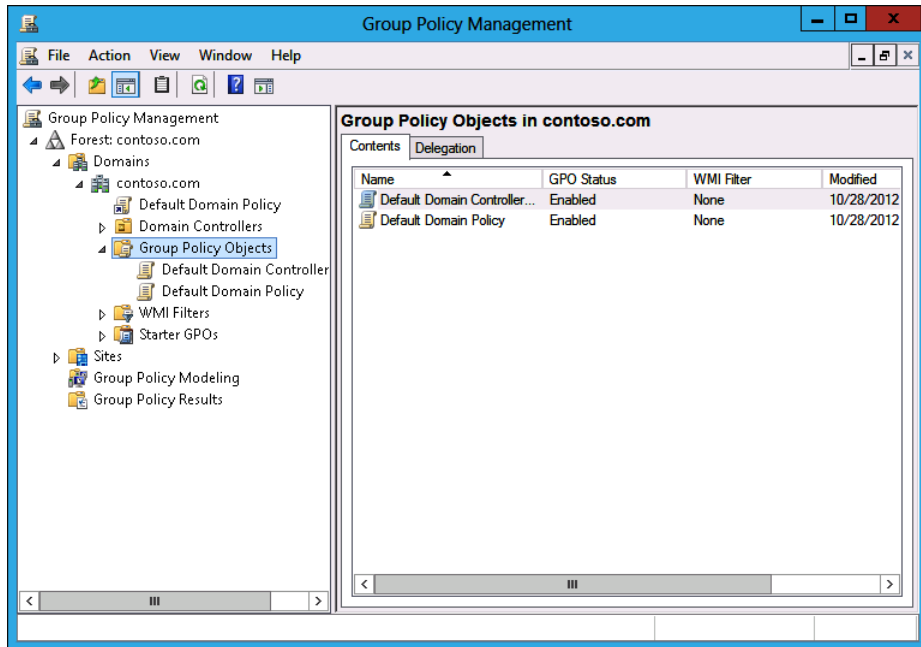 Group Policy Management
File Action View Window Help
Group Policy Management
Forest: contoso.com
Domains
contoso.com
Default Domain Policy
Domain Controllers
Group Policy Objects
Default Domain Controller
Default Domain Policy
WMI Filters
Starter GPOs
Sites
Group Policy Modeling
Group Policy Results
Group Policy Objects in contoso.com
Contents Delegation
Name GPO Status WMI Filter Modified
Default Domain Controller... Enabled None 10/28/2012
Default Domain Policy Enabled None 10/28/2012